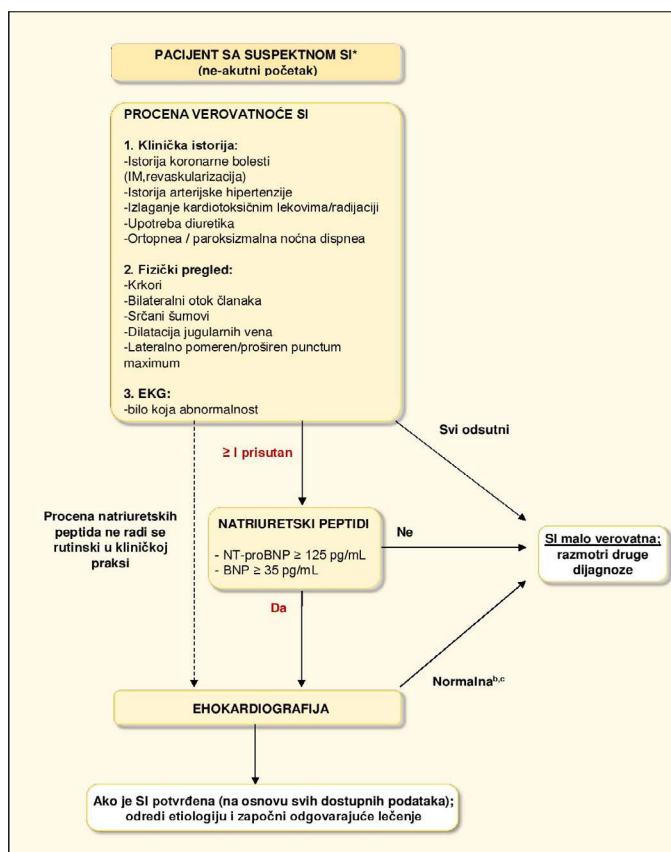 PACIJENT SA SUSPEKTNOM SI*
(ne-akutni početak)
PROCENA VEROVATNOĆE SI
1. Klinička istorija:
-Istorija koronarne bolesti
(IM,revaskularizacija)
-Istorija arterijske hipertenzije
-Izlaganje kardiotoksičnim lekovima/radijaciji
-Upotreba diuretika
-Ortopnea / paroksizmalna noćna dispnea
2. Fizički pregled:
-Krkori
-Bilateralni otok članaka
-Srčani šumovi
-Dilatacija jugularnih vena
-Lateralno pomeren/proširen punctum
maximum
3. EKG:
-bilo koja abnormalnost
Svi odsutni
≥ I prisutan
Procena natriuretskih
peptida ne radi se
rutinski u kliničkoj
praksi
NATRIURETSKI PEPTIDI
- NT-proBNP ≥ 125 pg/mL
- BNP ≥ 35 pg/mL
Ne
SI malo verovatna;
razmotri druge
dijagnoze
Da
Normalnaᵇ,ᶜ
EHOKARDIOGRAFIJA
Ako je SI potvrđena (na osnovu svih dostupnih podataka);
odredi etiologiju i započni odgovarajuće lečenje